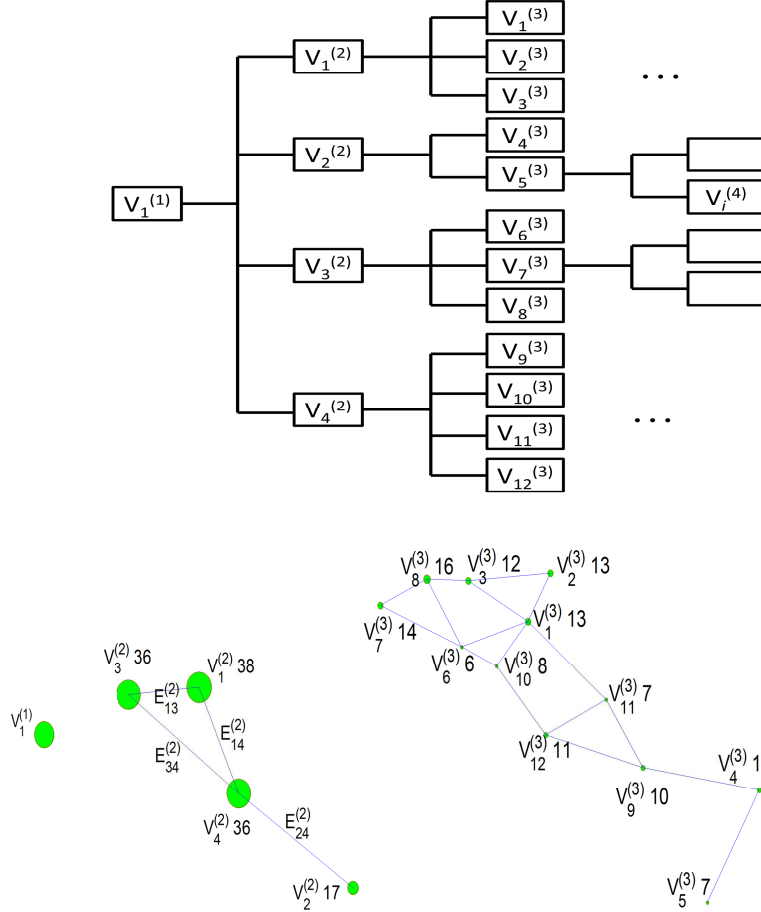 V₁⁽³⁾
V₁⁽²⁾ V₂⁽³⁾
V₃⁽³⁾ ...
V₄⁽³⁾
V₂⁽²⁾ V₅⁽³⁾
V₁⁽¹⁾ Vᵢ⁽⁴⁾
V₆⁽³⁾
V₃⁽²⁾ V₇⁽³⁾
V₈⁽³⁾
V₉⁽³⁾
V₁₀⁽³⁾
V₄⁽²⁾ ...
V₁₁⁽³⁾
V₁₂⁽³⁾
V₁⁽¹⁾
V₃⁽²⁾ 36
V₁⁽²⁾ 38
E₁₃⁽²⁾
E₁₄⁽²⁾
E₃₄⁽²⁾
V₄⁽²⁾ 36
E₂₄⁽²⁾
V₂⁽²⁾ 17
V₈⁽³⁾ 16
V₃⁽³⁾ 12
V₂⁽³⁾ 13
V₇⁽³⁾ 14
V₁⁽³⁾ 13
V₆⁽³⁾ 6
V₁₀⁽³⁾ 8
V₁₁⁽³⁾ 7
V₁₂⁽³⁾ 11
V₉⁽³⁾ 10
V₄⁽³⁾ 1
V₅⁽³⁾ 7